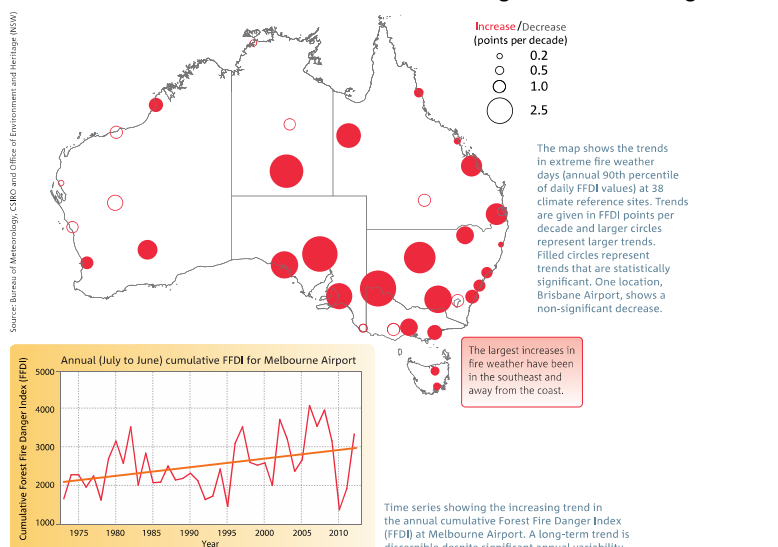 Increase/Decrease
(points per decade)
0.2
0.5
1.0
2.5
Source: Bureau of Meteorology, CSIRO and Office of Environment and Heritage (NSW)
The map shows the trends
in extreme fire weather
days (annual 90th percentile
of daily FFDI values) at 38
climate reference sites. Trends
are given in FFDI points per
decade and larger circles
represent larger trends.
Filled circles represent
trends that are statistically
significant. One location,
Brisbane Airport, shows a
non-significant decrease.
The largest increases in
fire weather have been
in the southeast and
away from the coast.
Annual (July to June) cumulative FFDI for Melbourne Airport
Cumulative Forest Fire Danger Index (FFDI)
5000
4000
3000
2000
1000
1975
1980
1985
1990
1995
2000
2005
2010
Year
Time series showing the increasing trend in
the annual cumulative Forest Fire Danger Index
(FFDI) at Melbourne Airport. A long-term trend is
discernible despite significant annual variability